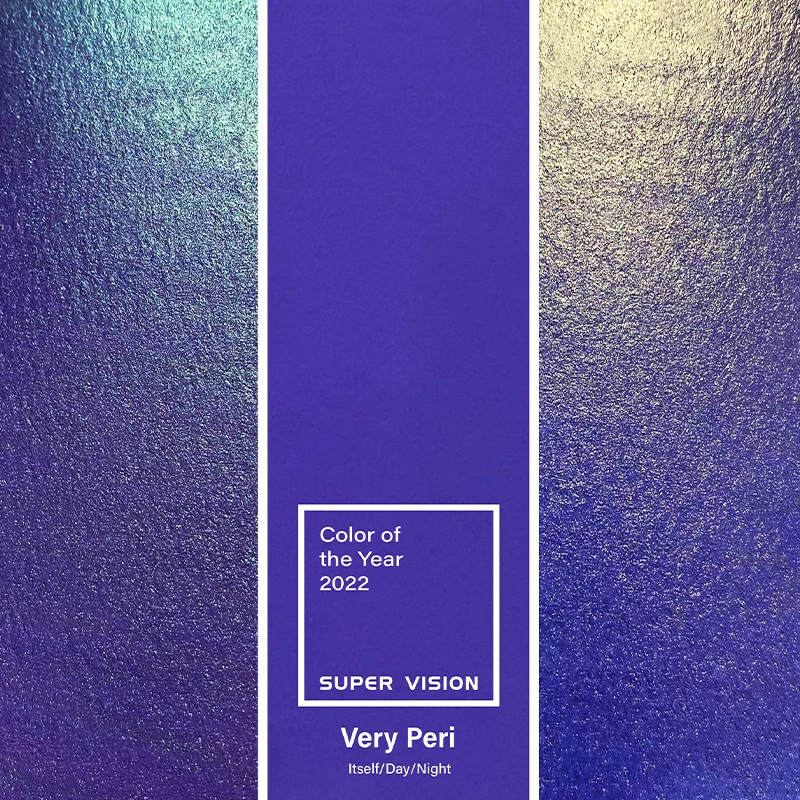 Color of
the Year
2022
SUPER VISION
Very Peri
Itself/Day/Night